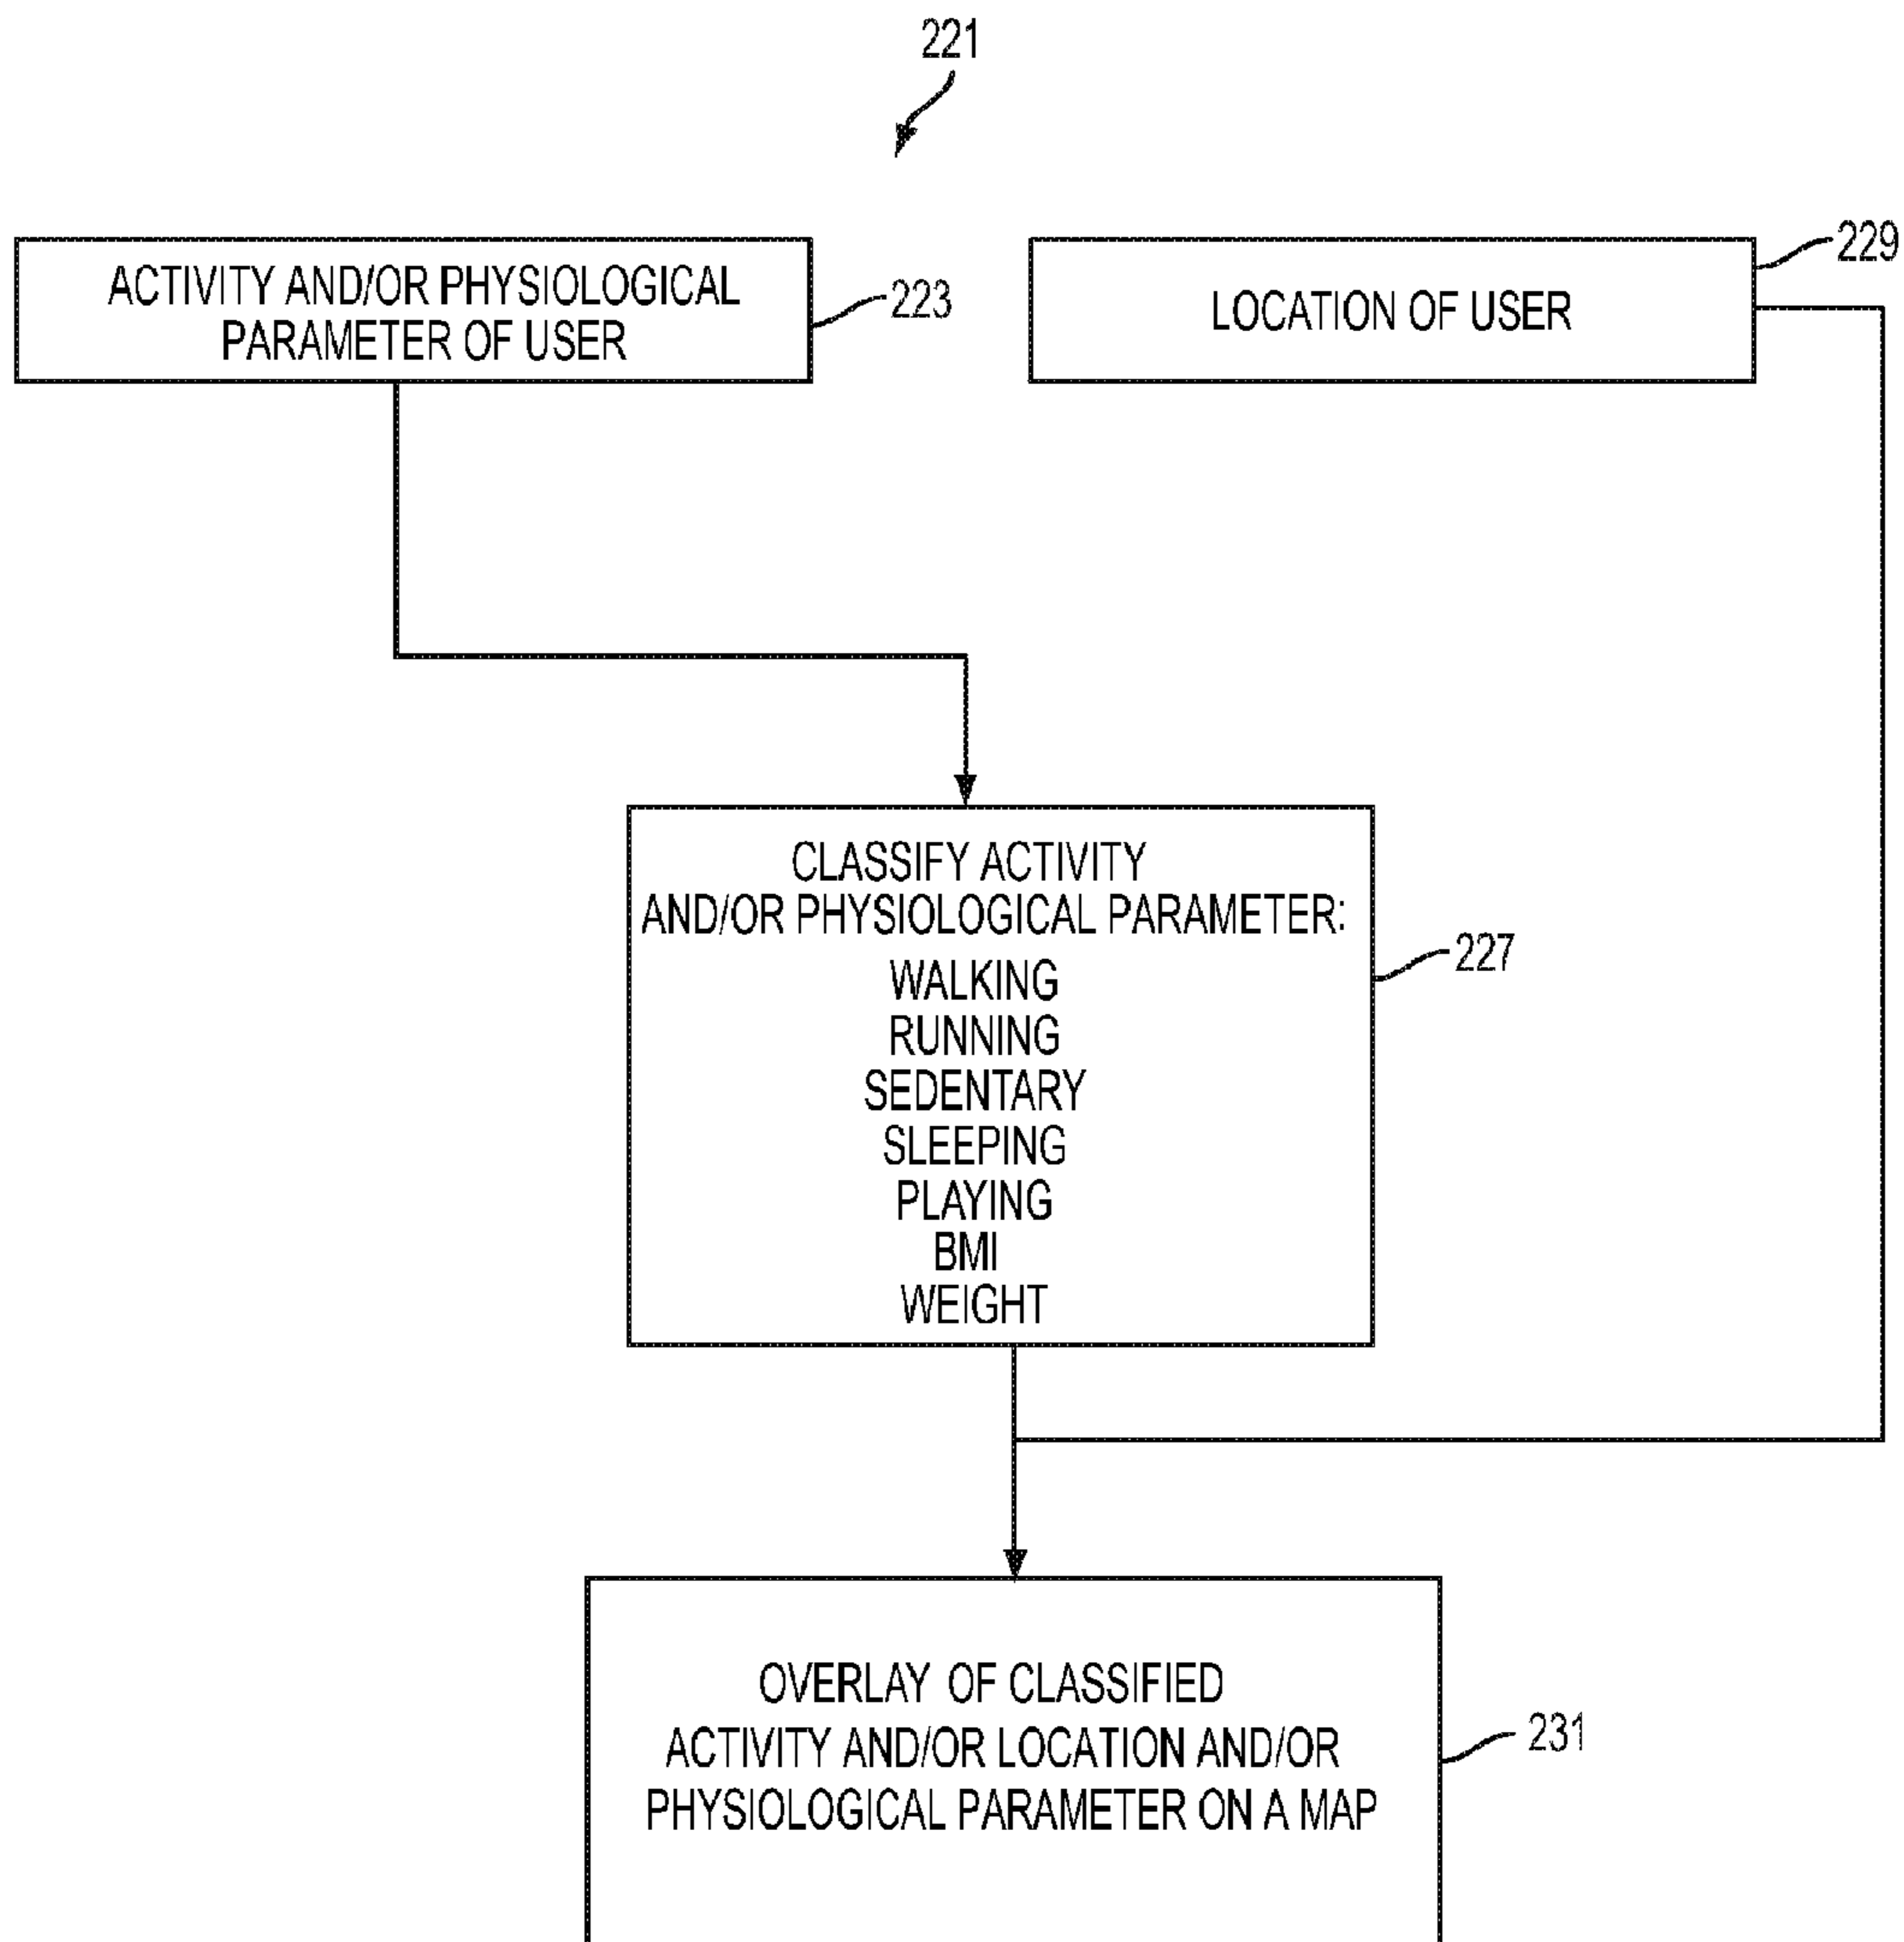 221
ACTIVITY AND/OR PHYSIOLOGICAL
PARAMETER OF USER
223
LOCATION OF USER
229
CLASSIFY ACTIVITY
AND/OR PHYSIOLOGICAL PARAMETER:
WALKING
RUNNING
SEDENTARY
SLEEPING
PLAYING
BMI
WEIGHT
227
OVERLAY OF CLASSIFIED
ACTIVITY AND/OR LOCATION AND/OR
PHYSIOLOGICAL PARAMETER ON A MAP
231